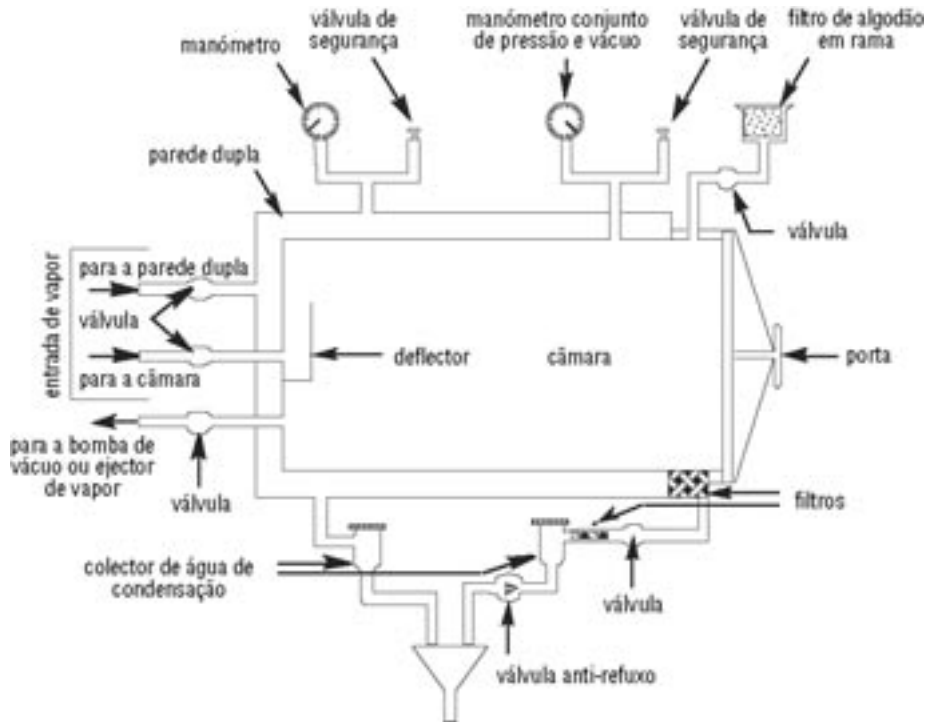 manómetro
válvula de
segurança
manómetro conjunto
de pressão e vácuo
válvula de
segurança
filtro de algodão
em rama
parede dupla
válvula
entrada de vapor
para a parede dupla
válvula
para a câmara
deflector
câmara
porta
para a bomba de
vácuo ou ejector
de vapor
válvula
filtros
colector de água de
condensação
válvula
válvula anti-refuxo